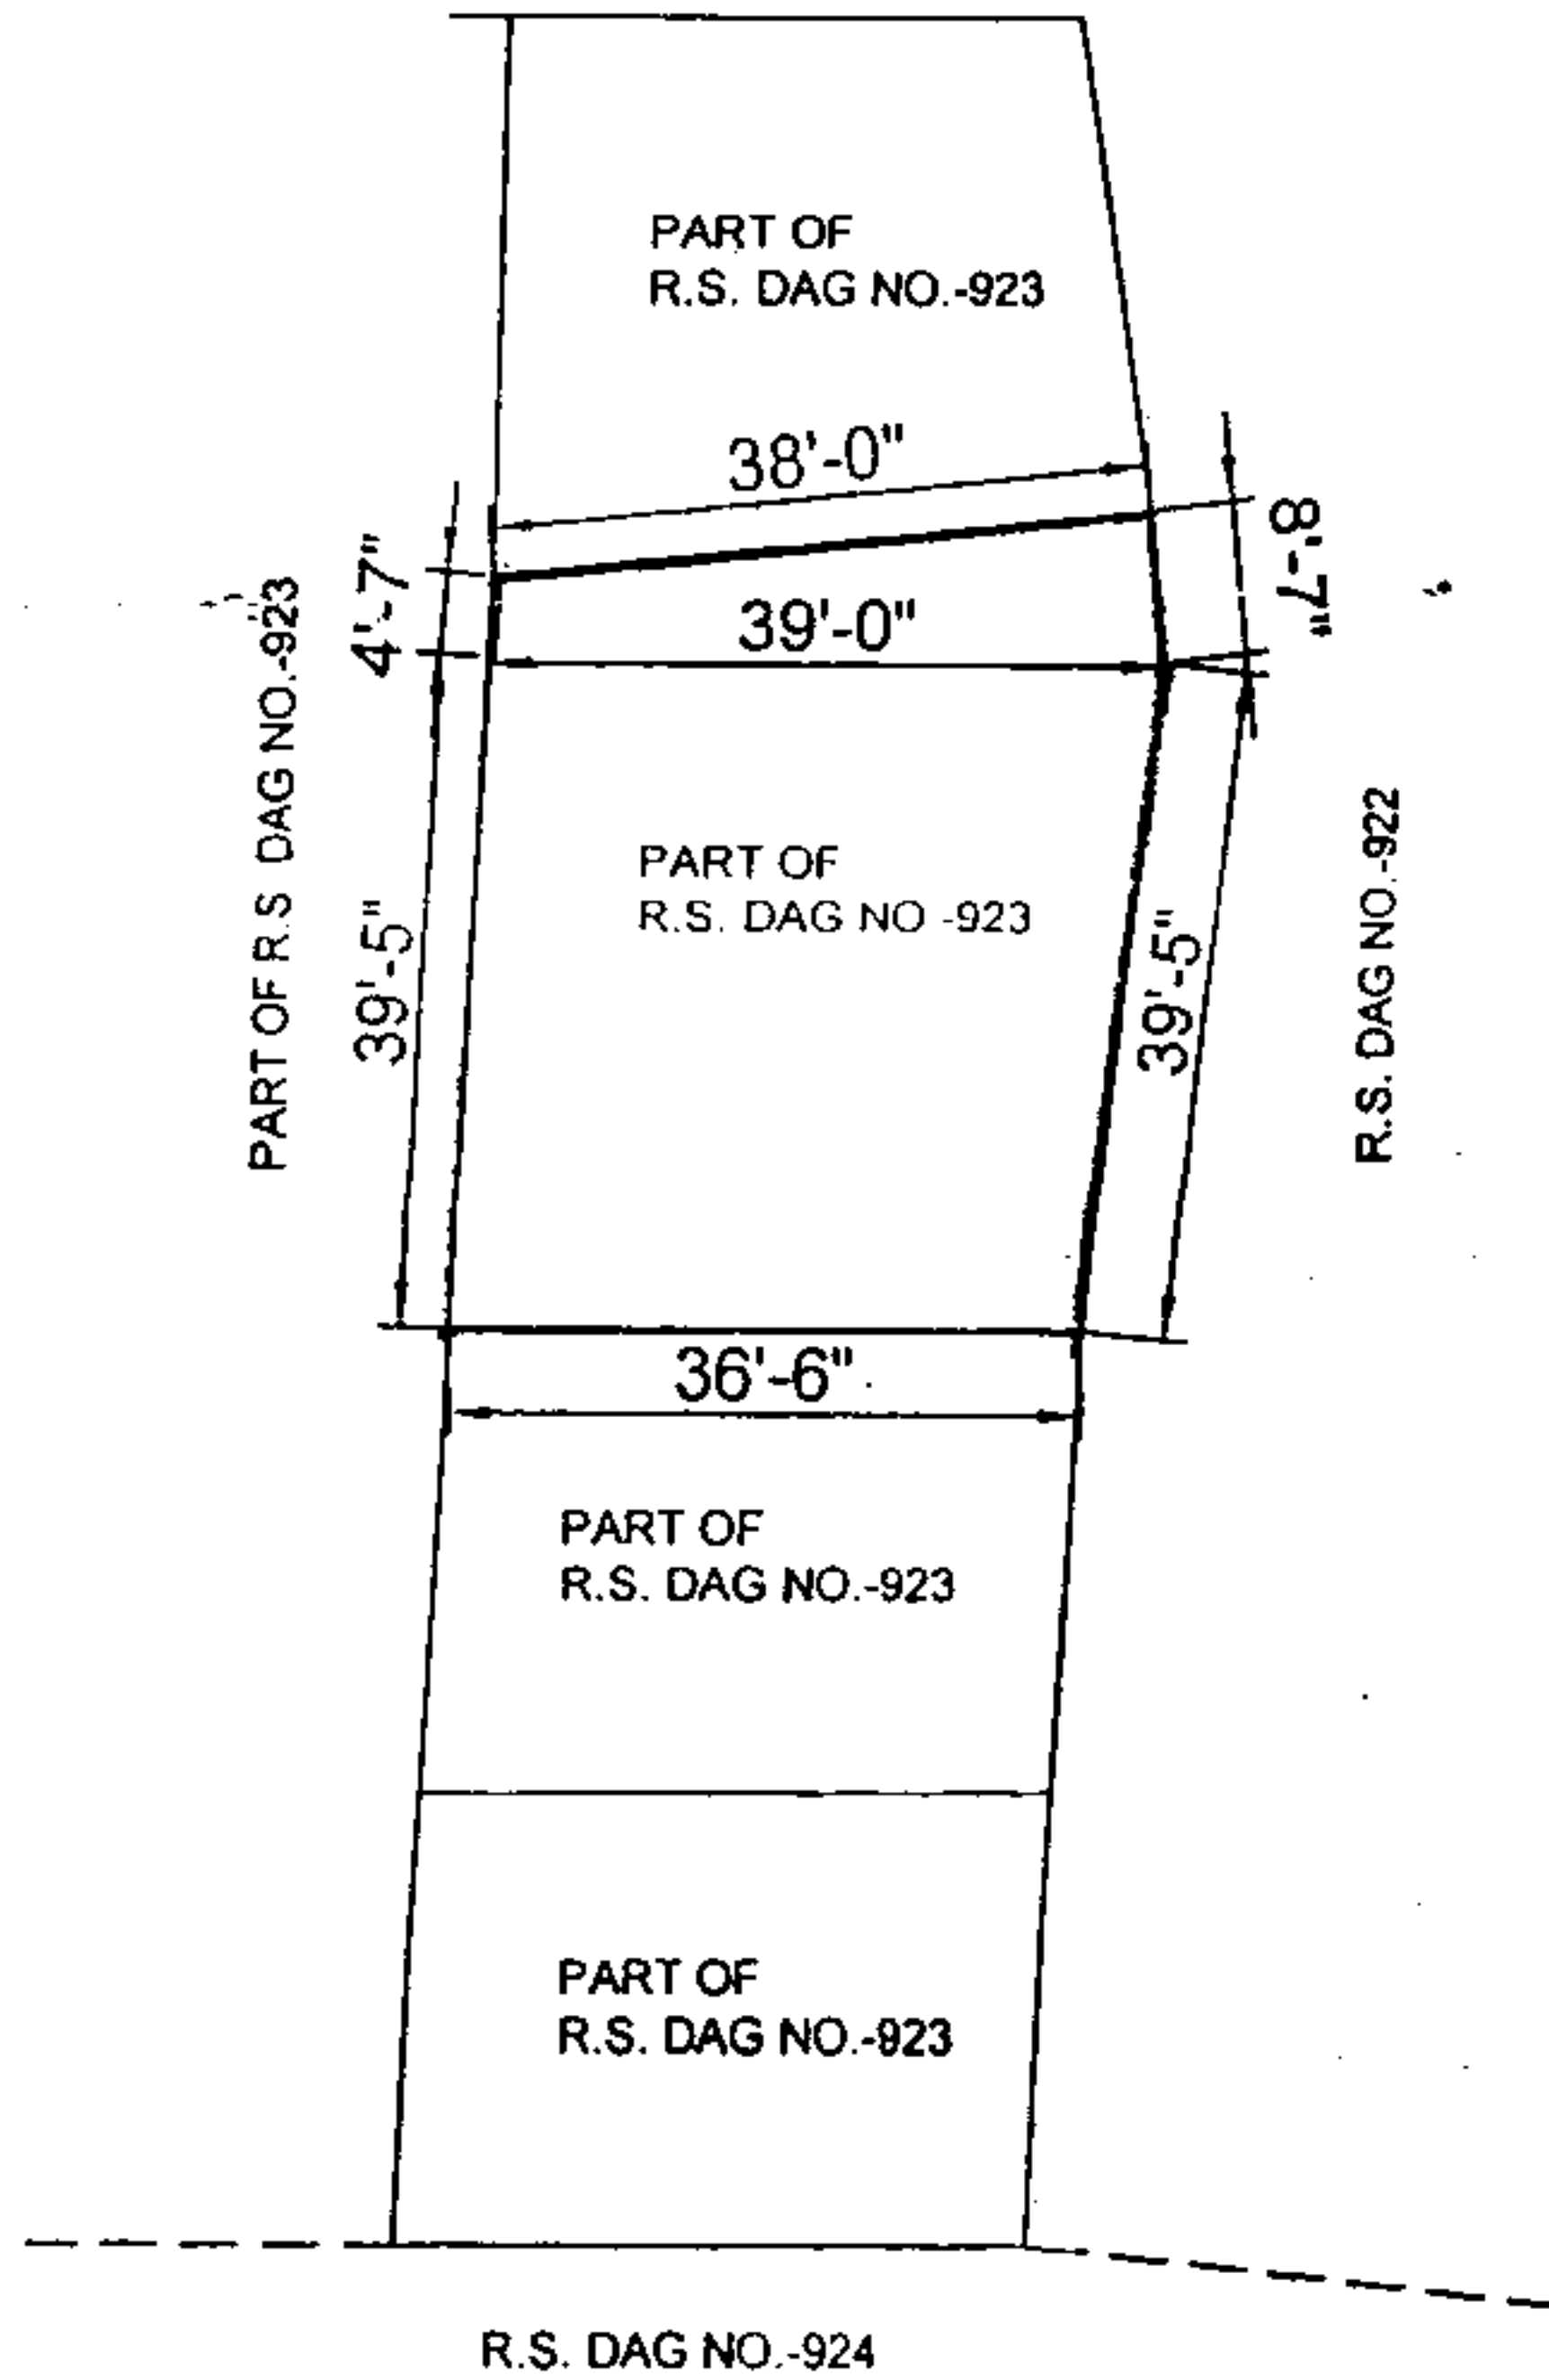 PART OF
R.S. DAG NO.-923
38'-0"
4'-7"
8'-7"
39'-0"
PART OF R.S DAG NO.-923
PART OF
R.S. DAG NO -923
39'-5"
39'-5"
R.S. DAG NO.-922
36'-6"
PART OF
R.S. DAG NO.-923
PART OF
R.S. DAG NO.-923
R.S. DAG NO.-924